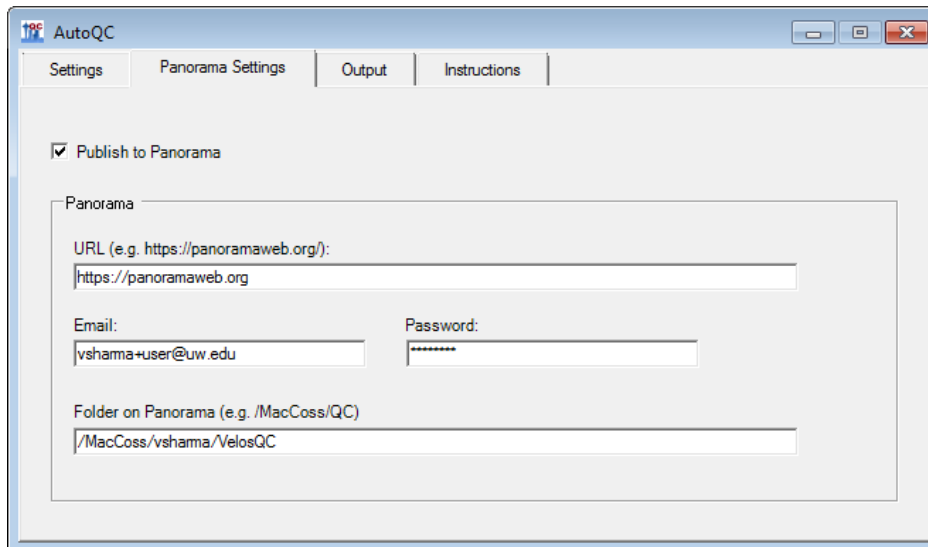 AutoQC
Settings Panorama Settings Output Instructions
Publish to Panorama
Panorama
URL (e.g. https://panoramaweb.org/):
https://panoramaweb.org
Email: Password:
vsharma+user@uw.edu ********
Folder on Panorama (e.g. /MacCoss/QC)
/MacCoss/vsharma/VelosQC